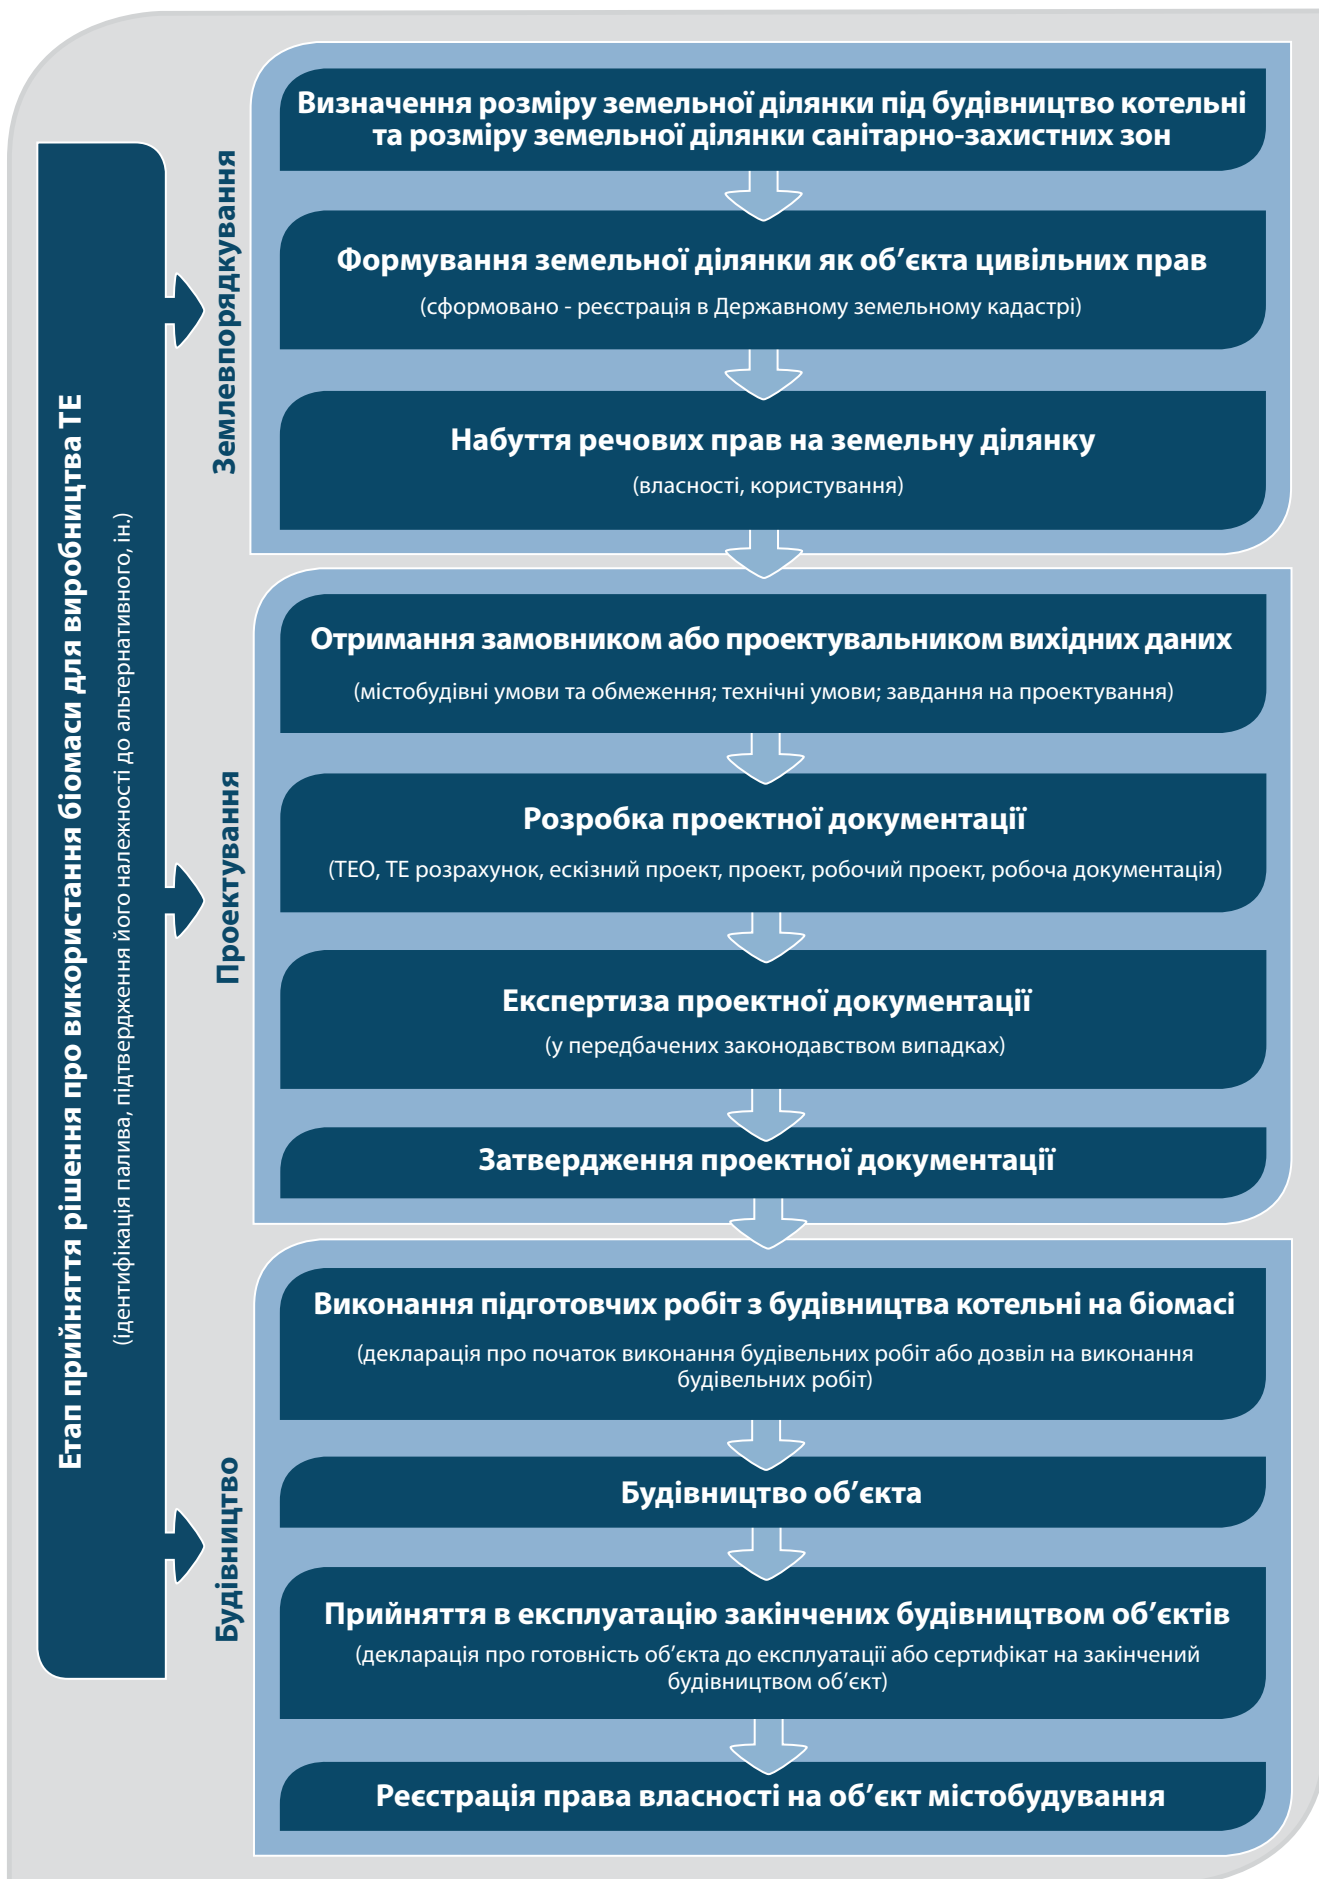 Етап прийняття рішення про використання біомаси для виробництва ТЕ
(ідентифікація палива, підтвердження його належності до альтернативного, ін.)
Землевпорядкування
Визначення розміру земельної ділянки під будівництво котельні
та розміру земельної ділянки санітарно-захистних зон
Формування земельної ділянки як об’єкта цивільних прав
(сформовано - реєстрація в Державному земельному кадастрі)
Набуття речових прав на земельну ділянку
(власності, користування)
Проектування
Отримання замовником або проектувальником вихідних даних
(містобудівні умови та обмеження; технічні умови; завдання на проектування)
Розробка проектної документації
(ТЕО, ТЕ розрахунок, ескізний проект, проект, робочий проект, робоча документація)
Експертиза проектної документації
(у передбачених законодавством випадках)
Затвердження проектної документації
Будівництво
Виконання підготовчих робіт з будівництва котельні на біомасі
(декларація про початок виконання будівельних робіт або дозвіл на виконання
будівельних робіт)
Будівництво об’єкта
Прийняття в експлуатацію закінчених будівництвом об’єктів
(декларація про готовність об’єкта до експлуатації або сертифікат на закінчений
будівництвом об’єкт)
Реєстрація права власності на об’єкт містобудування